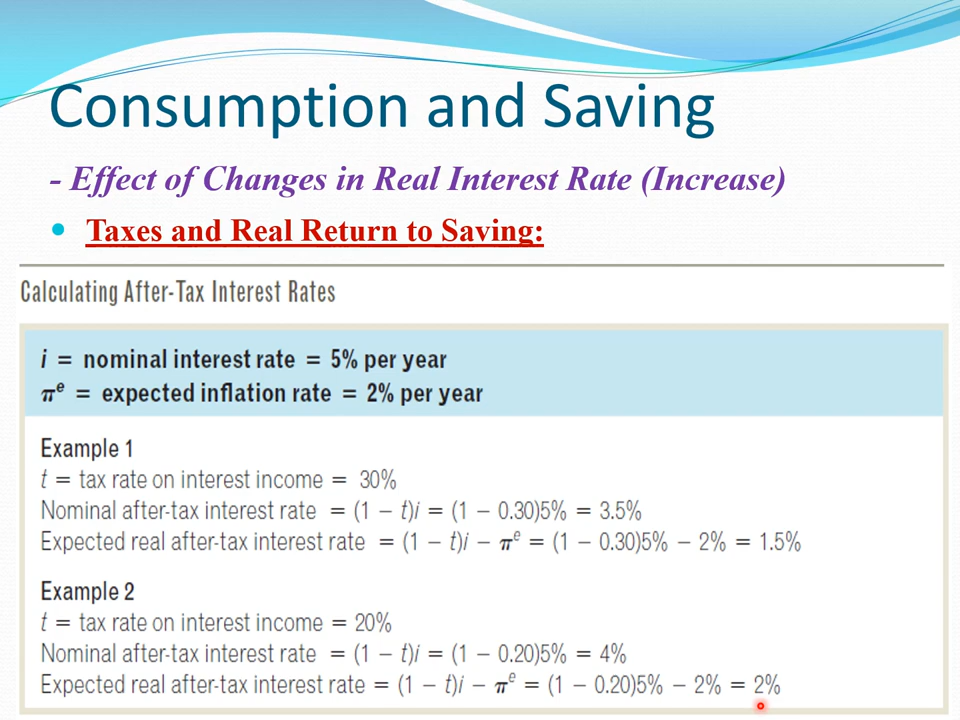 Consumption and Saving
- Effect of Changes in Real Interest Rate (Increase)
• Taxes and Real Return to Saving:
Calculating After-Tax Interest Rates
i = nominal interest rate = 5% per year
πᵉ = expected inflation rate = 2% per year
Example 1
t = tax rate on interest income = 30%
Nominal after-tax interest rate = (1 − t)i = (1 − 0.30)5% = 3.5%
Expected real after-tax interest rate = (1 − t)i − πᵉ = (1 − 0.30)5% − 2% = 1.5%
Example 2
t = tax rate on interest income = 20%
Nominal after-tax interest rate = (1 − t)i = (1 − 0.20)5% = 4%
Expected real after-tax interest rate = (1 − t)i − πᵉ = (1 − 0.20)5% − 2% = 2%